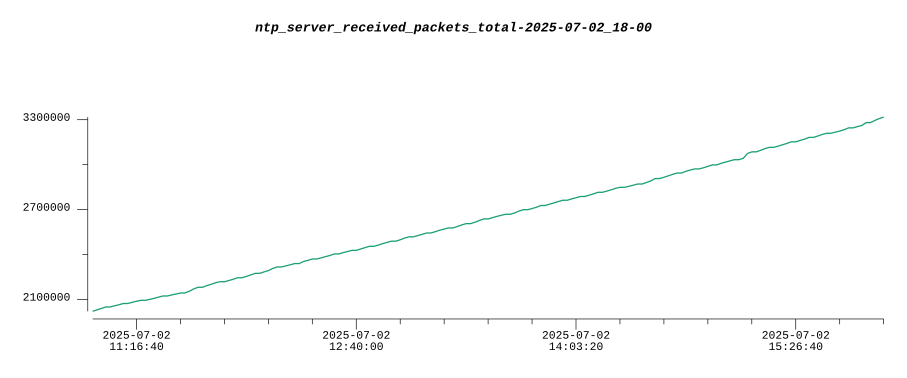 ntp_server_received_packets_total-2025-07-02_18-00
3300000
2700000
2100000
2025-07-02 2025-07-02 2025-07-02 2025-07-02
11:16:40 12:40:00 14:03:20 15:26:40